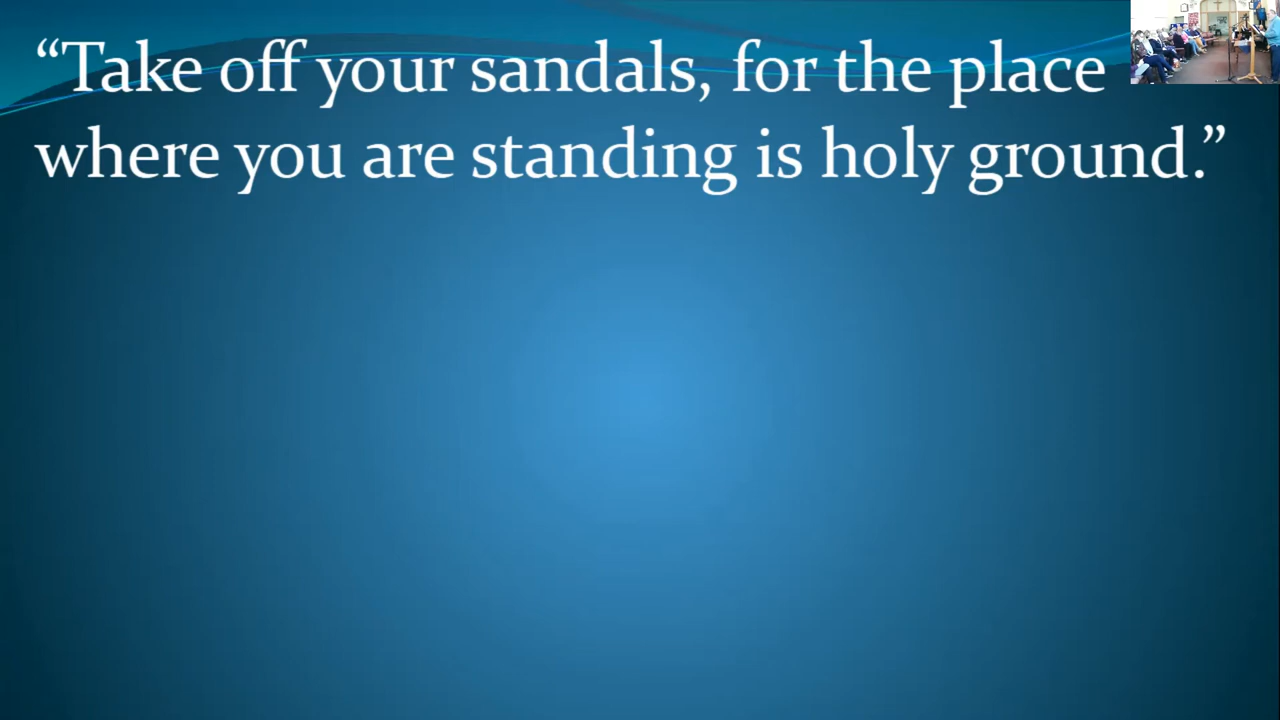 “Take off your sandals, for the place
where you are standing is holy ground.”